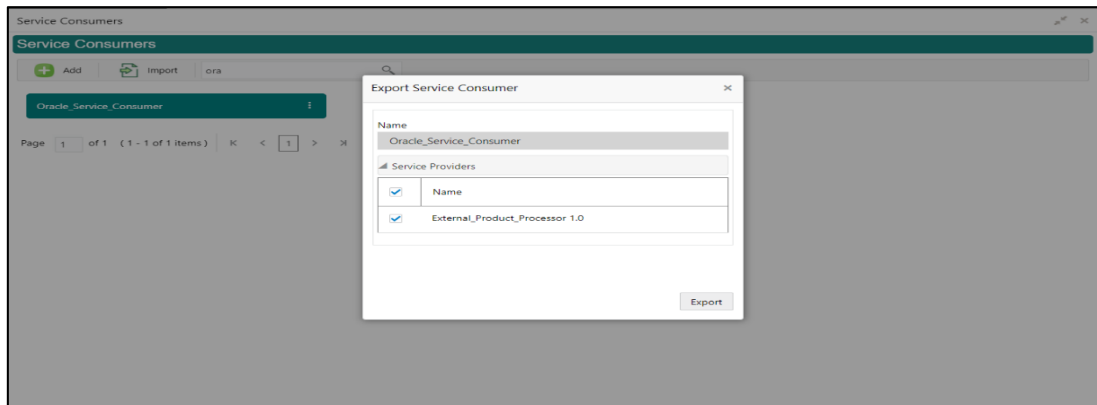 Service Consumers
Service Consumers
Add Import ora
Oracle_Service_Consumer
Page 1 of 1 (1 - 1 of 1 items) K < 1 > >|
Export Service Consumer
Name
Oracle_Service_Consumer
Service Providers
Name
External_Product_Processor 1.0
Export